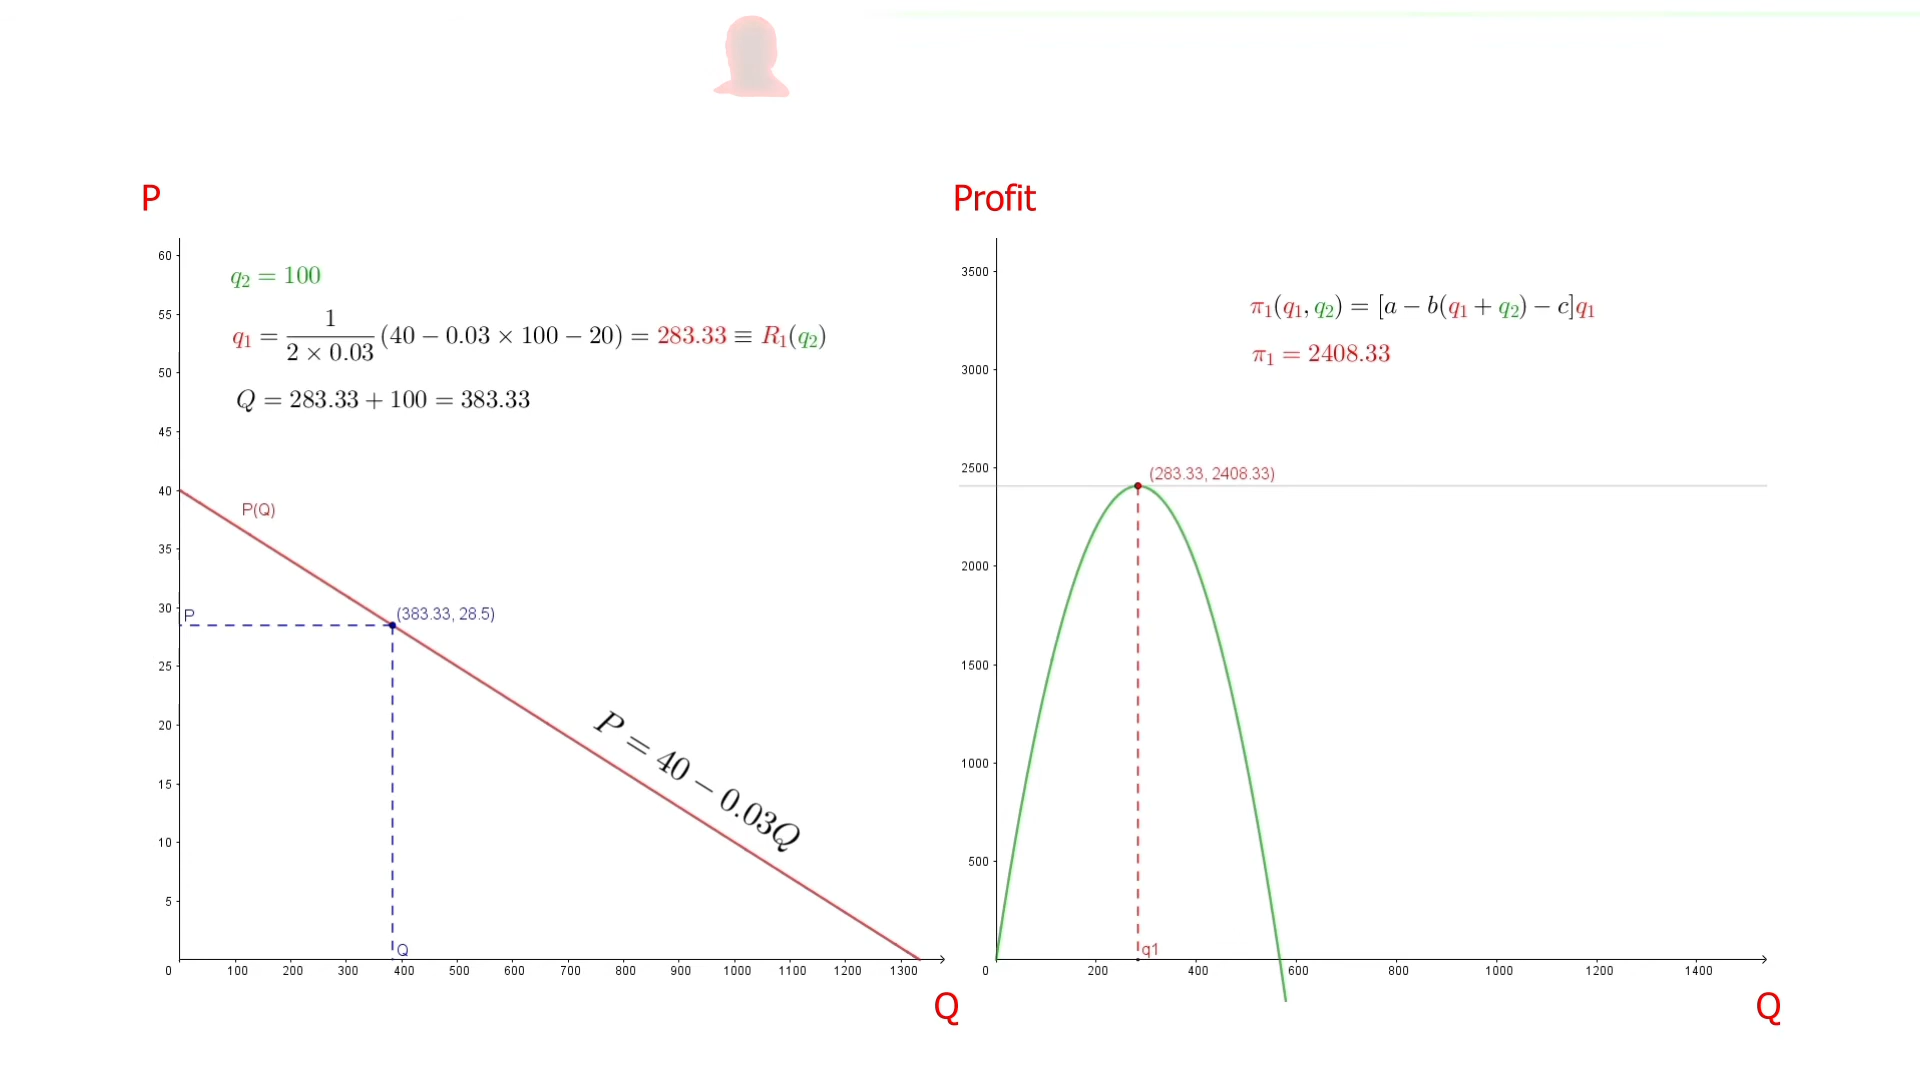 P
60
55
50
45
40
35
30
25
20
15
10
5
0 100 200 300 400 500 600 700 800 900 1000 1100 1200 1300
q₂ = 100
q₁ = 1/(2 × 0.03) (40 − 0.03 × 100 − 20) = 283.33 ≡ R₁(q₂)
Q = 283.33 + 100 = 383.33
P(Q)
P
(383.33, 28.5)
P = 40 − 0.03Q
Q
Q
Profit
3500
3000
2500
2000
1500
1000
500
0 200 400 600 800 1000 1200 1400
π₁(q₁, q₂) = [a − b(q₁ + q₂) − c]q₁
π₁ = 2408.33
(283.33, 2408.33)
q1
Q